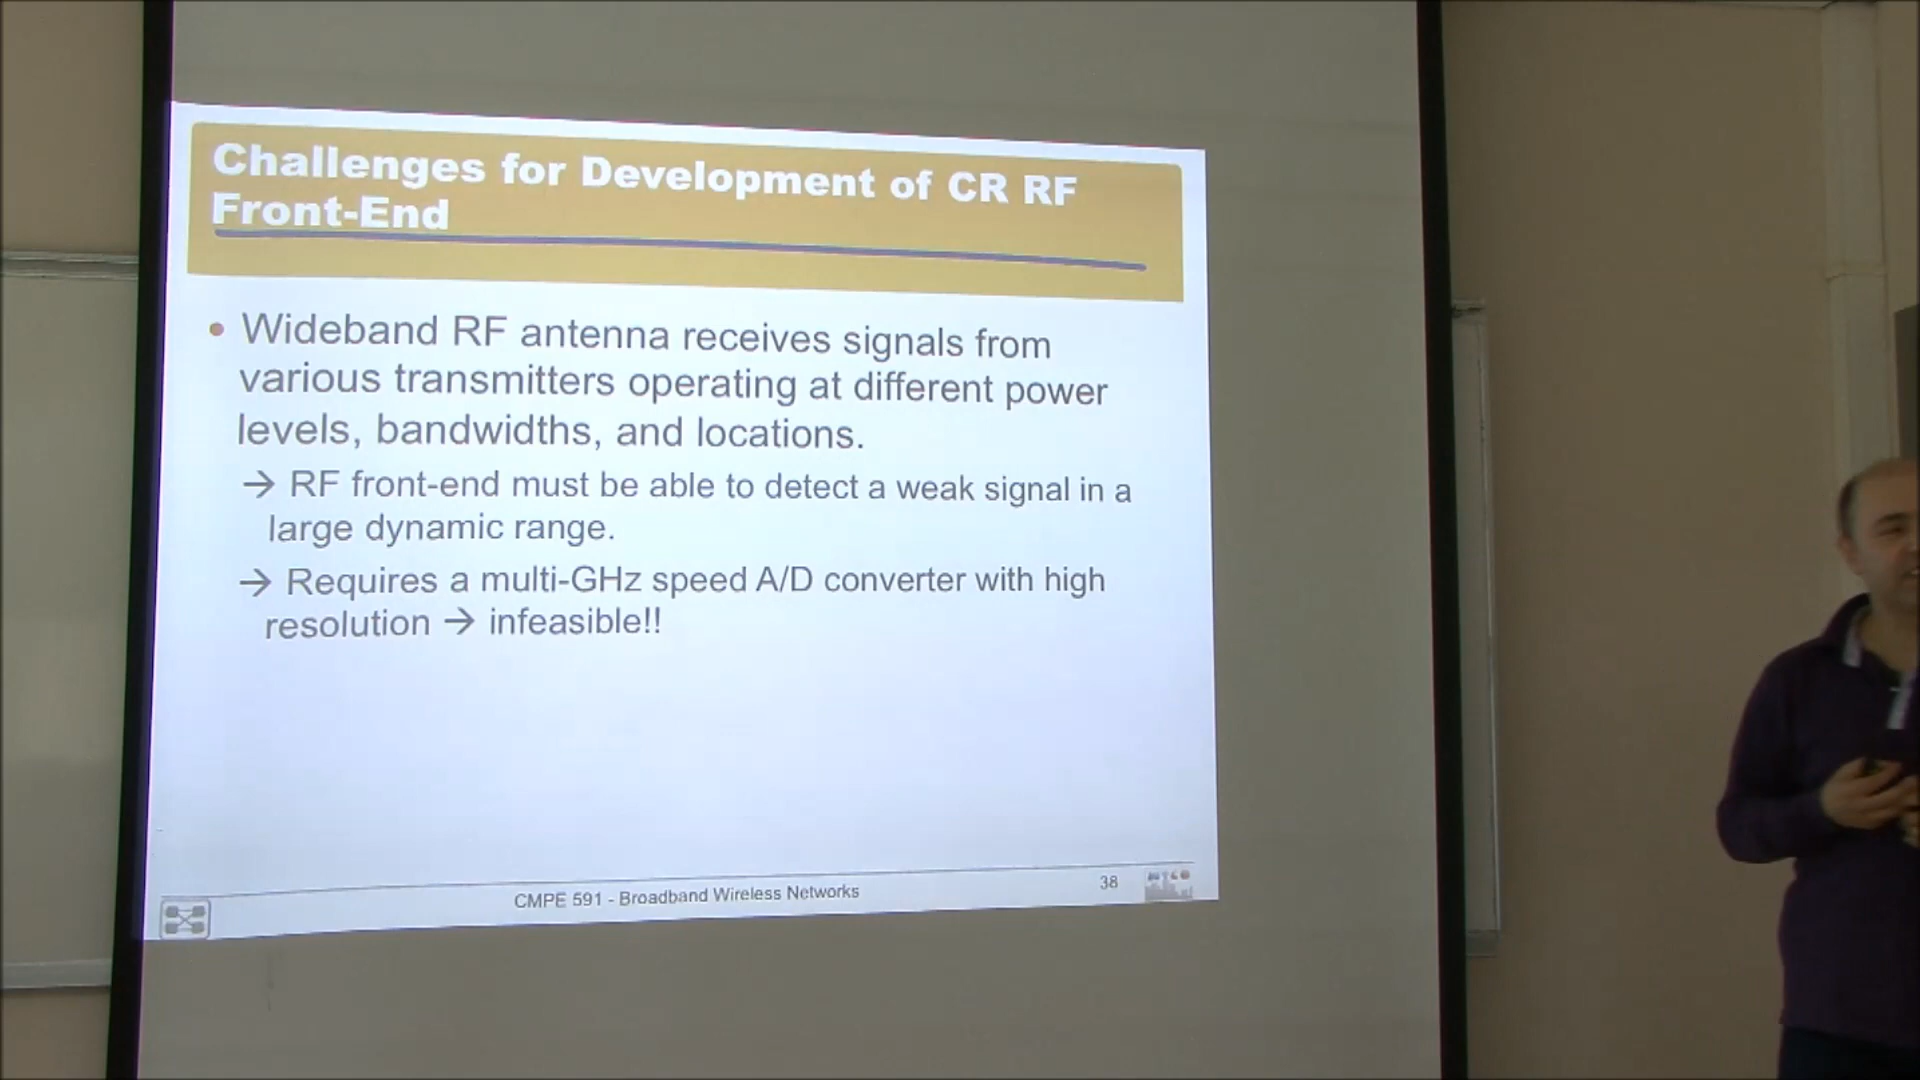 Challenges for Development of CR RF
Front-End
• Wideband RF antenna receives signals from
various transmitters operating at different power
levels, bandwidths, and locations.
→ RF front-end must be able to detect a weak signal in a
large dynamic range.
→ Requires a multi-GHz speed A/D converter with high
resolution → infeasible!!
CMPE 591 - Broadband Wireless Networks
38